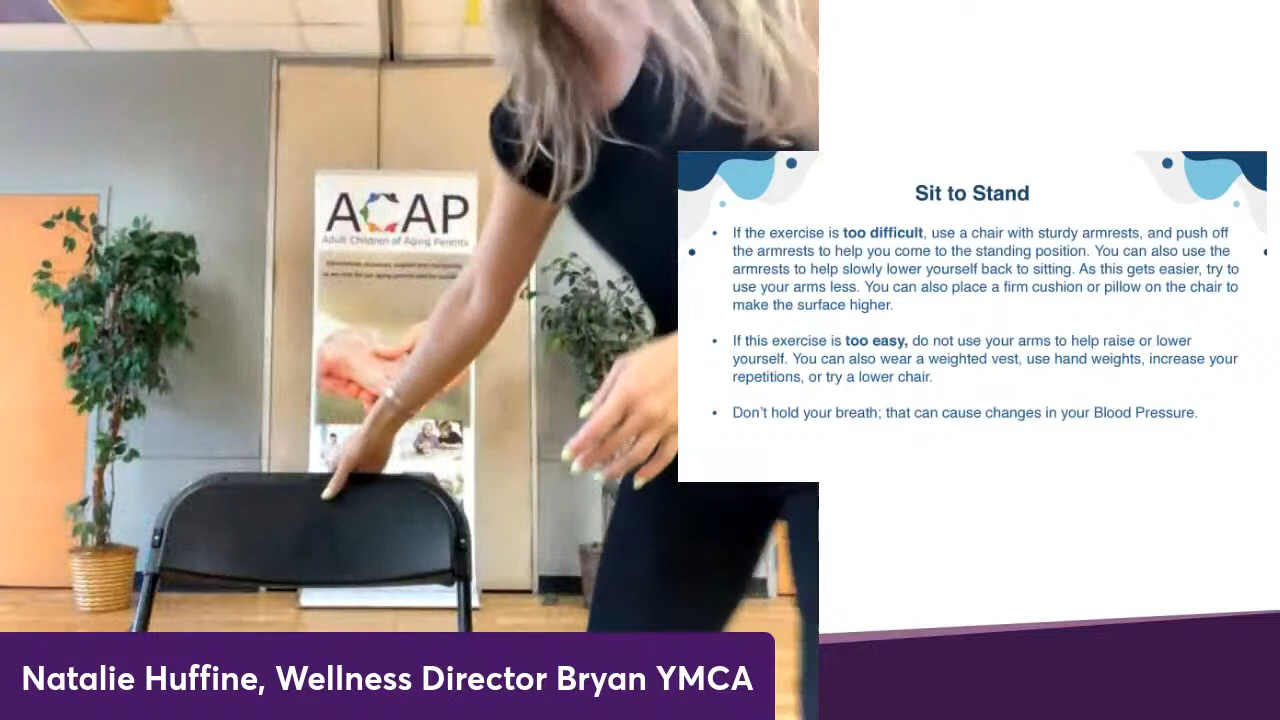 ACAP
Adult Children of Aging Parents
Sit to Stand
• If the exercise is too difficult, use a chair with sturdy armrests, and push off
the armrests to help you come to the standing position. You can also use the
armrests to help slowly lower yourself back to sitting. As this gets easier, try to
use your arms less. You can also place a firm cushion or pillow on the chair to
make the surface higher.
• If this exercise is too easy, do not use your arms to help raise or lower
yourself. You can also wear a weighted vest, use hand weights, increase your
repetitions, or try a lower chair.
• Don't hold your breath; that can cause changes in your Blood Pressure.
Natalie Huffine, Wellness Director Bryan YMCA